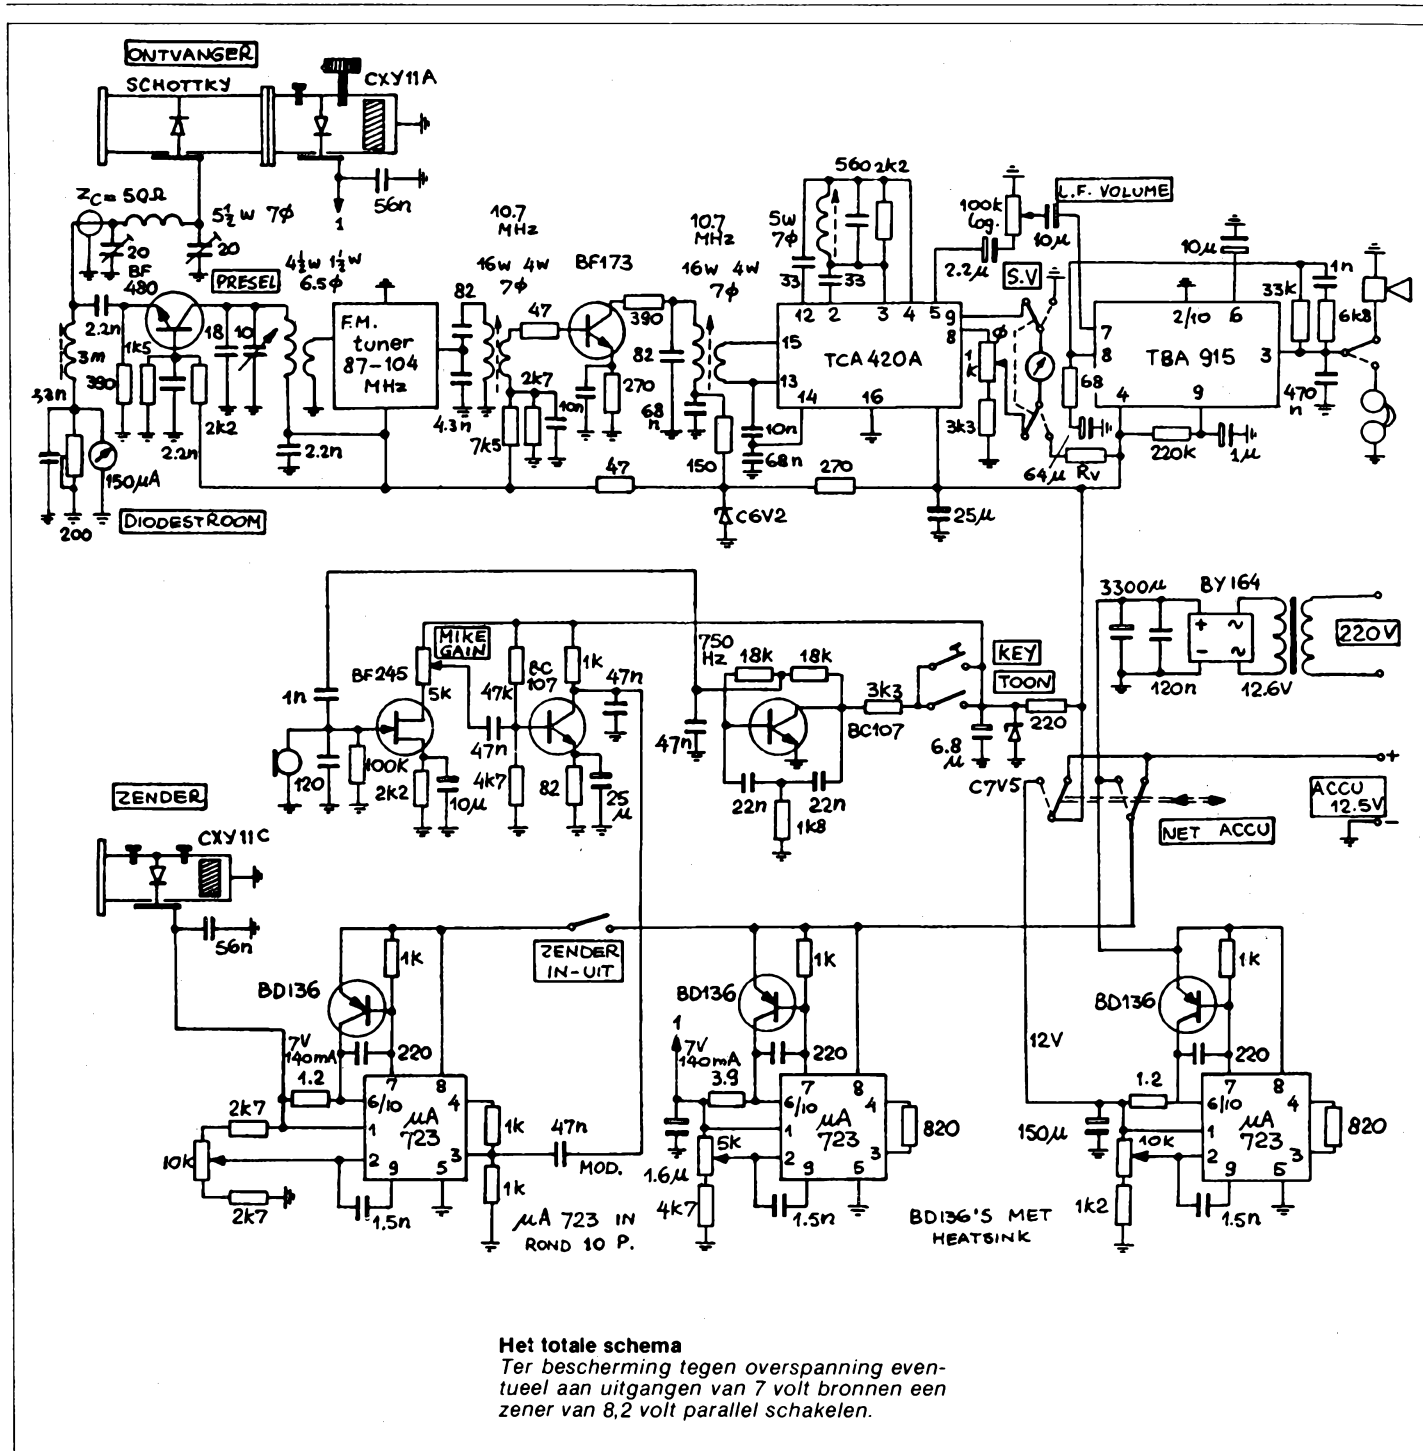 ONTVANGER
SCHOTTKY
CXY11A
56n
1
Zc = 50Ω
5½ W 7φ
20
20
BF
480
PRESEL
4½W 1½W
6.5φ
2.2n
18
10
3m
1k5
390
2k2
2.2n
2.2n
150µA
200
DIODESTROOM
F.M.
tuner
87-104
MHz
82
4.3n
10.7
MHz
16W 4W
7φ
47
BF173
390
2k7
7k5
10n
270
82
68
n
10.7
MHz
16W 4W
7φ
150
10n
68n
47
270
C6V2
25µ
560 2k2
5W
7φ
33
33
12 2 3 4 5
15
13
14
16
9
8
TCA 420A
2.2µ
100k
log.
10µ
L.F. VOLUME
S.V
φ
1
k
3k3
68
64µ
Rv
220k
1µ
10µ
7
8
2/10
6
3
4
9
TBA 915
33k
1n
6k8
470
n
MIKE
GAIN
BF245
5k
1n
120
100K
2k2
10µ
47n
47k
4k7
BC
107
1k
47n
82
25
µ
750
Hz
18k
18k
47n
22n
22n
1k8
3k3
BC107
KEY
TOON
220
6.8
µ
C7V5
3300µ
BY164
+
-
~
~
120n
12.6V
220V
+
ACCU
12.5V
-
NET ACCU
ZENDER
CXY11C
56n
ZENDER
IN-UIT
BD136
1k
7V
140mA
1.2
220
2k7
10k
2k7
7
8
6/10
1
2
9
5
4
3
µA
723
1.5n
1k
1k
47n
MOD.
µA 723 IN
ROND 10 P.
1
BD136
1k
7V
140mA
3.9
220
5k
1.6µ
4k7
7
8
6/10
1
2
9
5
4
3
µA
723
820
1.5n
BD136'S MET
HEATSINK
12V
BD136
1k
1.2
220
150µ
10k
1k2
7
8
6/10
1
2
9
5
4
3
µA
723
820
1.5n
Het totale schema
Ter bescherming tegen overspanning even-
tueel aan uitgangen van 7 volt bronnen een
zener van 8,2 volt parallel schakelen.